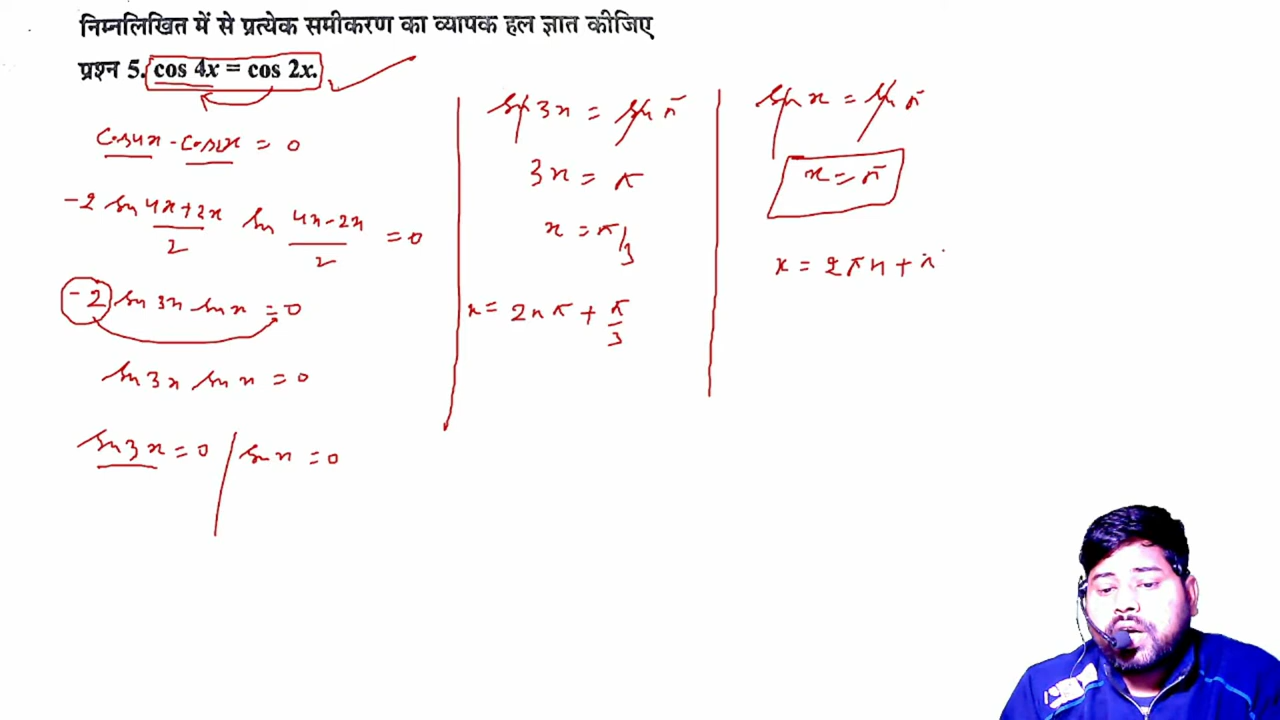 निम्नलिखित में से प्रत्येक समीकरण का व्यापक हल ज्ञात कीजिए
प्रश्न 5. cos 4x = cos 2x.
cos4x - cos2x = 0
-2 sin 4x+2x/2 sin 4x-2x/2 = 0
-2 sin 3x sin x = 0
sin 3x sin x = 0
sin 3x = 0 / sin x = 0
sin 3x = sin π
3x = π
x = π/3
x = 2nπ + π/3
sin x = sin π
x = π
x = 2πn + π